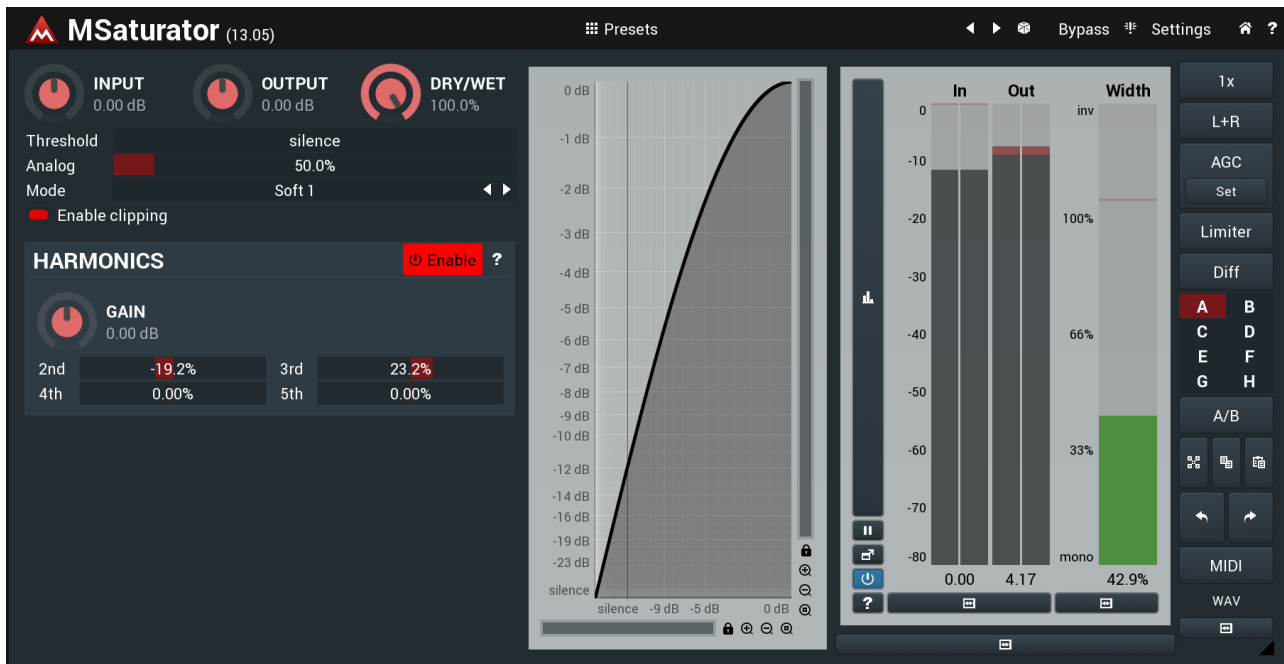 MSaturator (13.05)
Presets
Bypass
Settings
?
INPUT
0.00 dB
OUTPUT
0.00 dB
DRY/WET
100.0%
Threshold silence
Analog 50.0%
Mode Soft 1
Enable clipping
HARMONICS
Enable ?
GAIN
0.00 dB
2nd -19.2% 3rd 23.2%
4th 0.00% 5th 0.00%
0 dB
-1 dB
-2 dB
-3 dB
-4 dB
-5 dB
-6 dB
-7 dB
-8 dB
-9 dB
-10 dB
-12 dB
-14 dB
-16 dB
-19 dB
-23 dB
silence
silence -9 dB -5 dB 0 dB
?
In Out Width
0
-10
-20
-30
-40
-50
-60
-70
-80
inv
100%
66%
33%
mono
0.00 4.17 42.9%
1x
L+R
AGC
Set
Limiter
Diff
A B
C D
E F
G H
A/B
MIDI
WAV